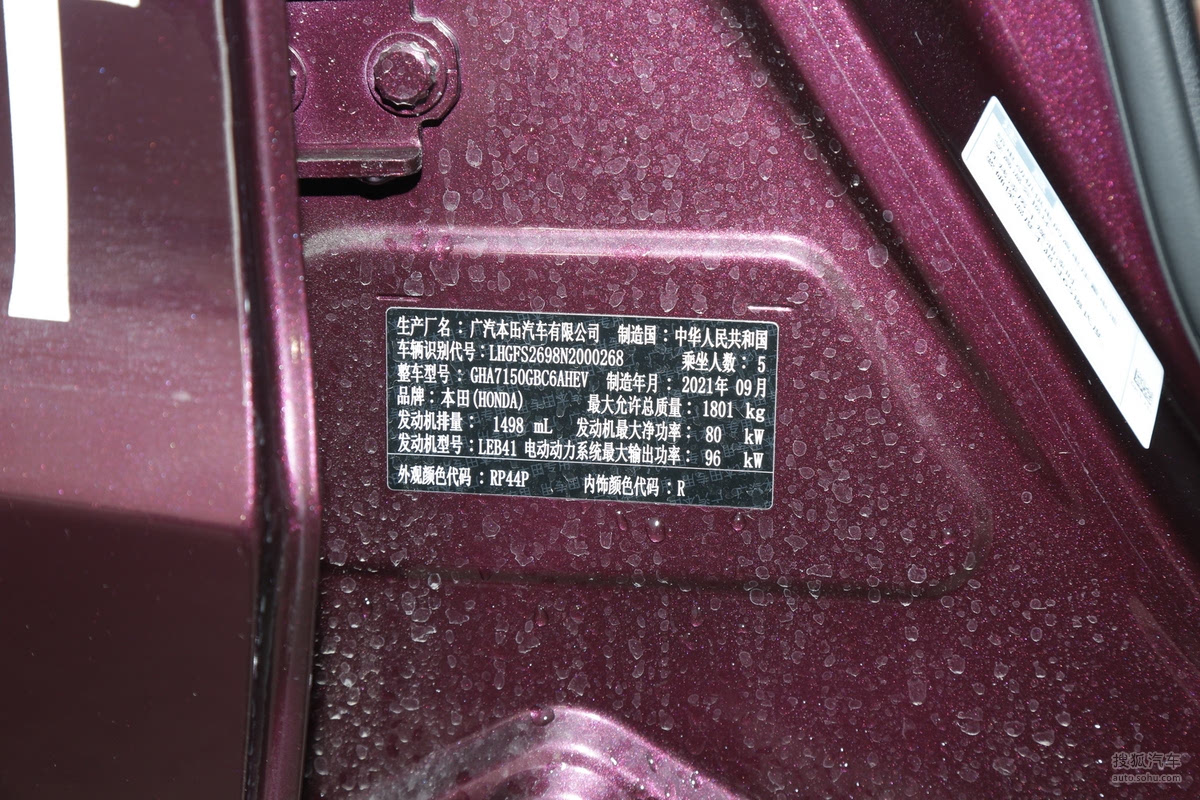 生产厂名：广汽本田汽车有限公司 制造国：中华人民共和国
车辆识别代号：LHGFS2698N2000268 乘坐人数：5
整车型号：GHA7150GBC6AHEV 制造年月：2021年09月
品牌：本田(HONDA) 最大允许总质量：1801 kg
发动机排量：1498 mL 发动机最大净功率：80 kW
发动机型号：LEB41 电动动力系统最大输出功率：96 kW
外观颜色代码：RP44P 内饰颜色代码：R
搜狐汽车
auto.sohu.com